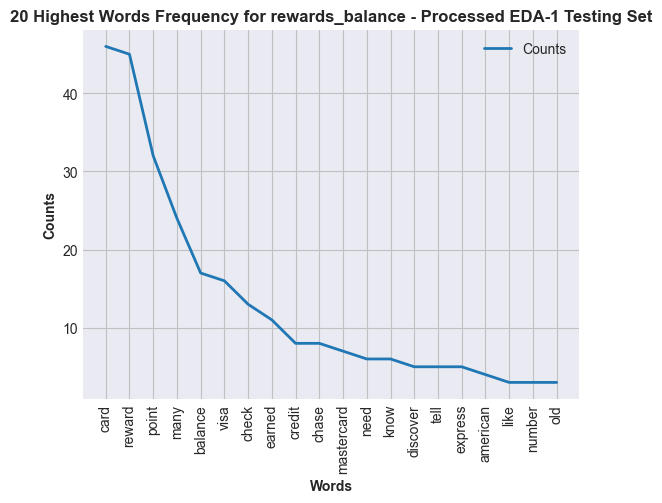 20 Highest Words Frequency for rewards_balance - Processed EDA-1 Testing Set
Counts
40
30
20
10
Counts
card
reward
point
many
balance
visa
check
earned
credit
chase
mastercard
need
know
discover
tell
express
american
like
number
old
Words